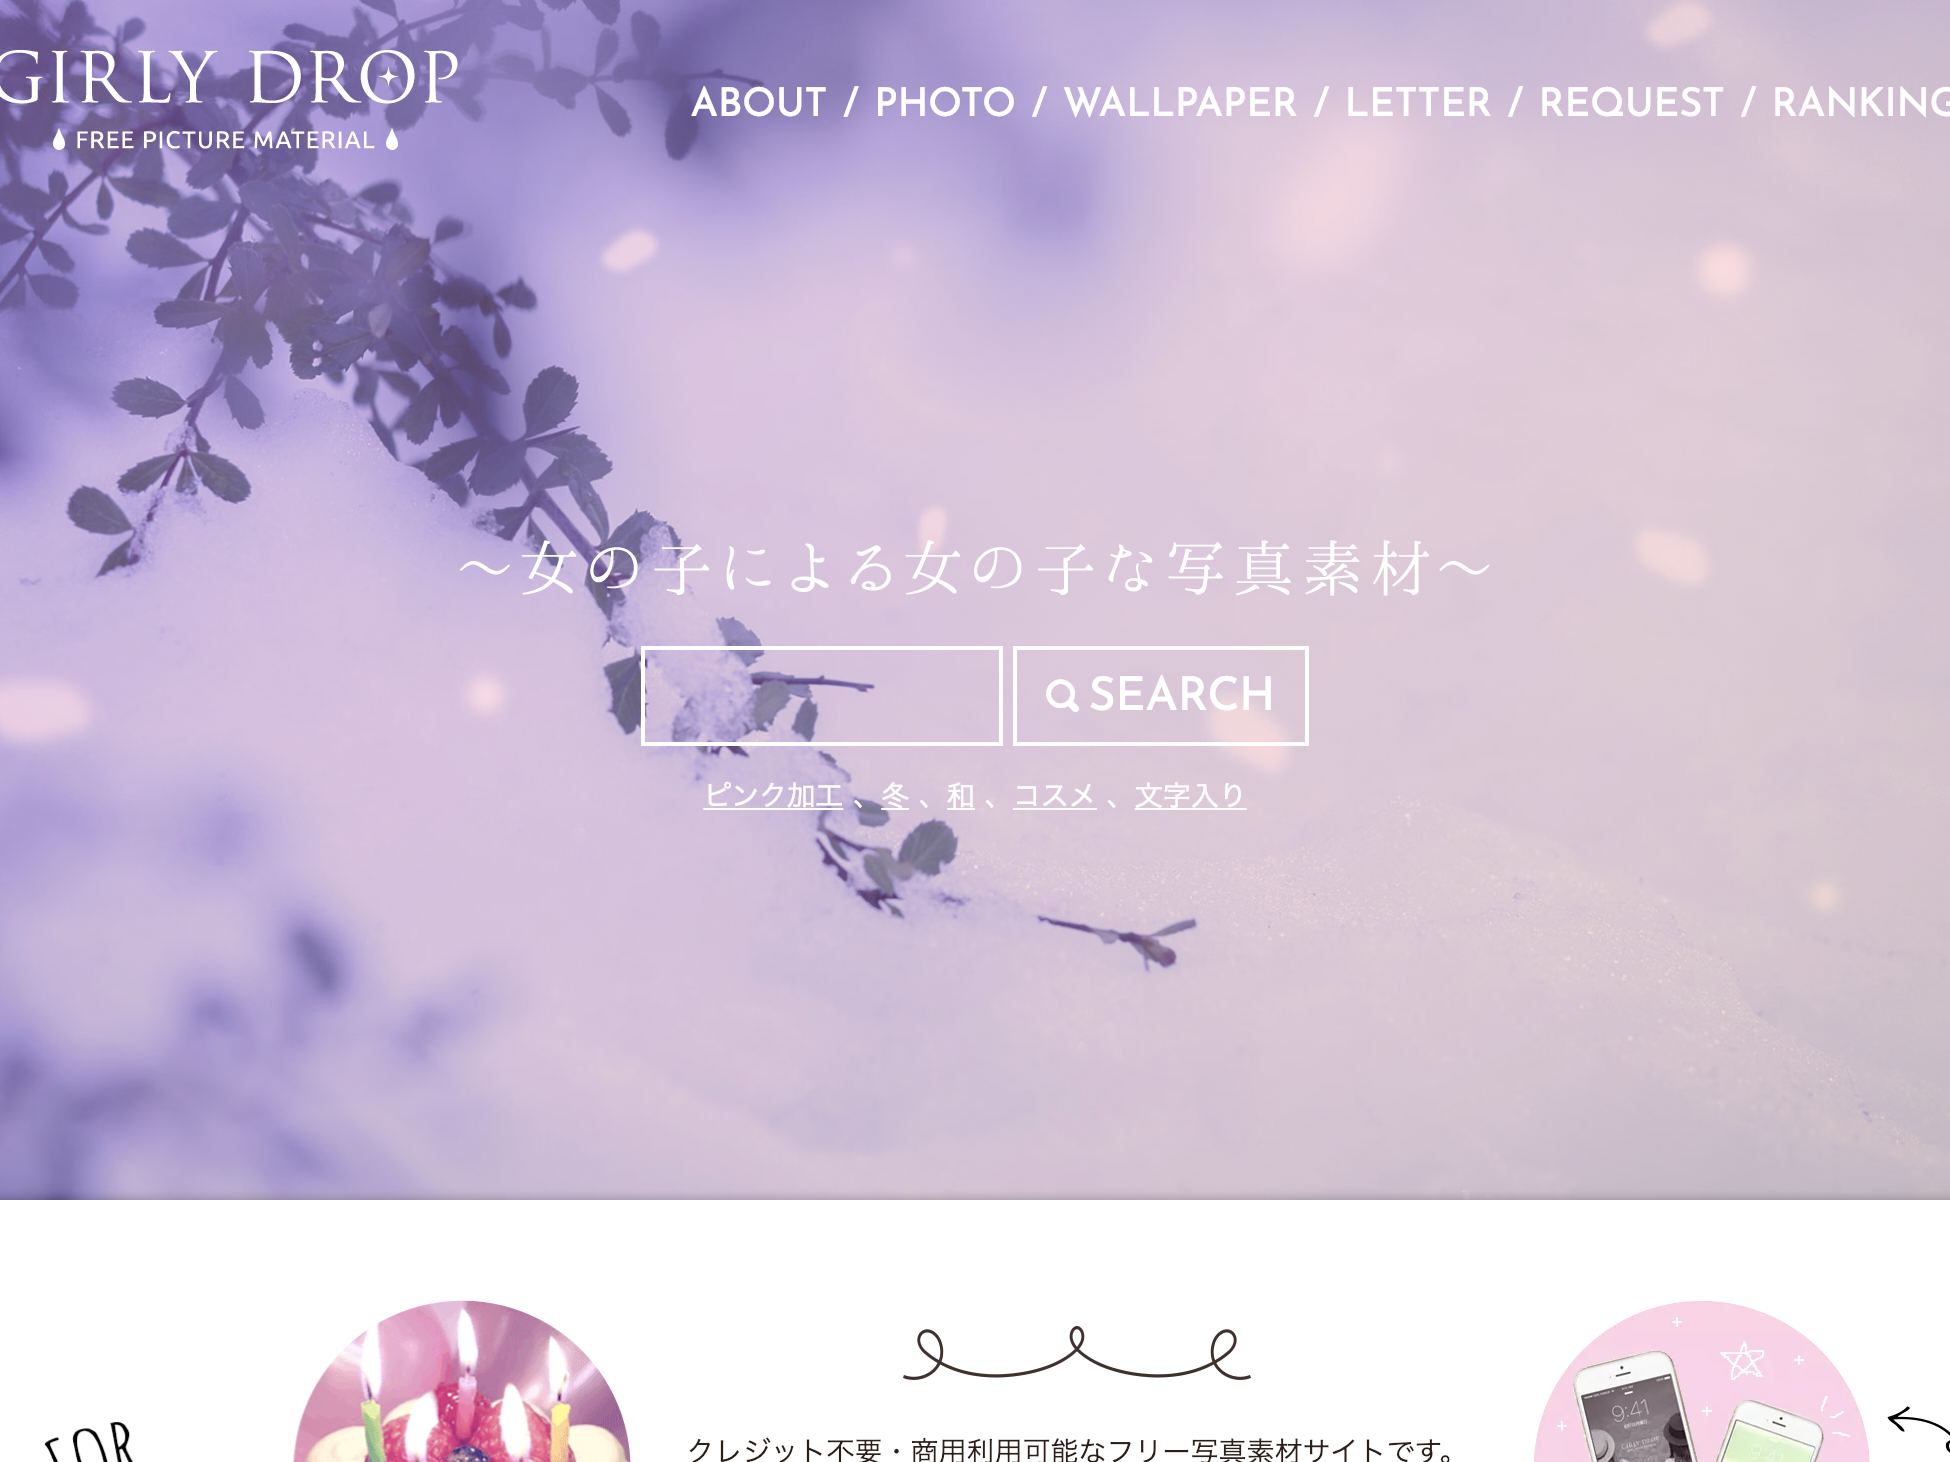 GIRLY DROP
FREE PICTURE MATERIAL
ABOUT / PHOTO / WALLPAPER / LETTER / REQUEST / RANKING
〜女の子による女の子な写真素材〜
SEARCH
ピンク加工 、冬 、和 、コスメ 、文字入り
FOR
9:41
クレジット不要・商用利用可能なフリー写真素材サイトです。